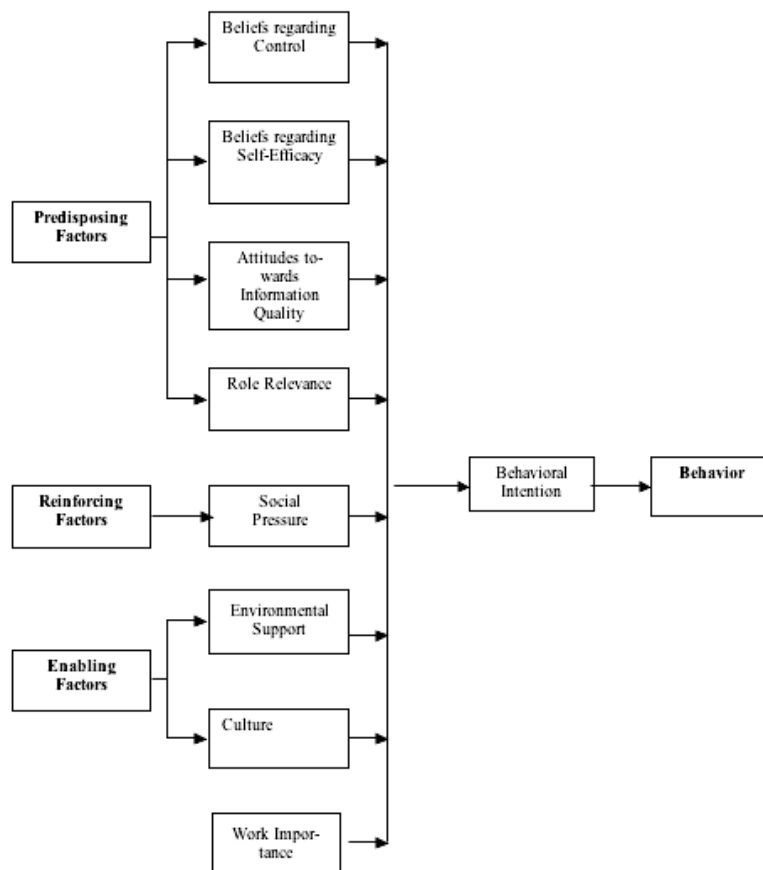 Beliefs regarding
Control
Beliefs regarding
Self-Efficacy
Predisposing
Factors
Attitudes to-
wards
Information
Quality
Role Relevance
Behavioral
Intention
Behavior
Reinforcing
Factors
Social
Pressure
Environmental
Support
Enabling
Factors
Culture
Work Impor-
tance